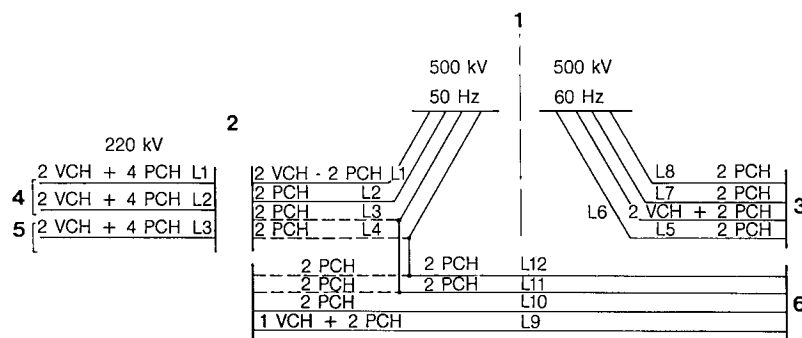 1
500 kV 500 kV
50 Hz 60 Hz
2
220 kV
2 VCH + 4 PCH L1
2 VCH - 2 PCH L1
L8 2 PCH
4
2 VCH + 4 PCH L2
2 PCH L2
L7 2 PCH
2 PCH L3
L6 2 VCH + 2 PCH
3
5
2 VCH + 4 PCH L3
2 PCH L4
L5 2 PCH
2 PCH 2 PCH L12
2 PCH 2 PCH L11
2 PCH L10
6
1 VCH + 2 PCH L9